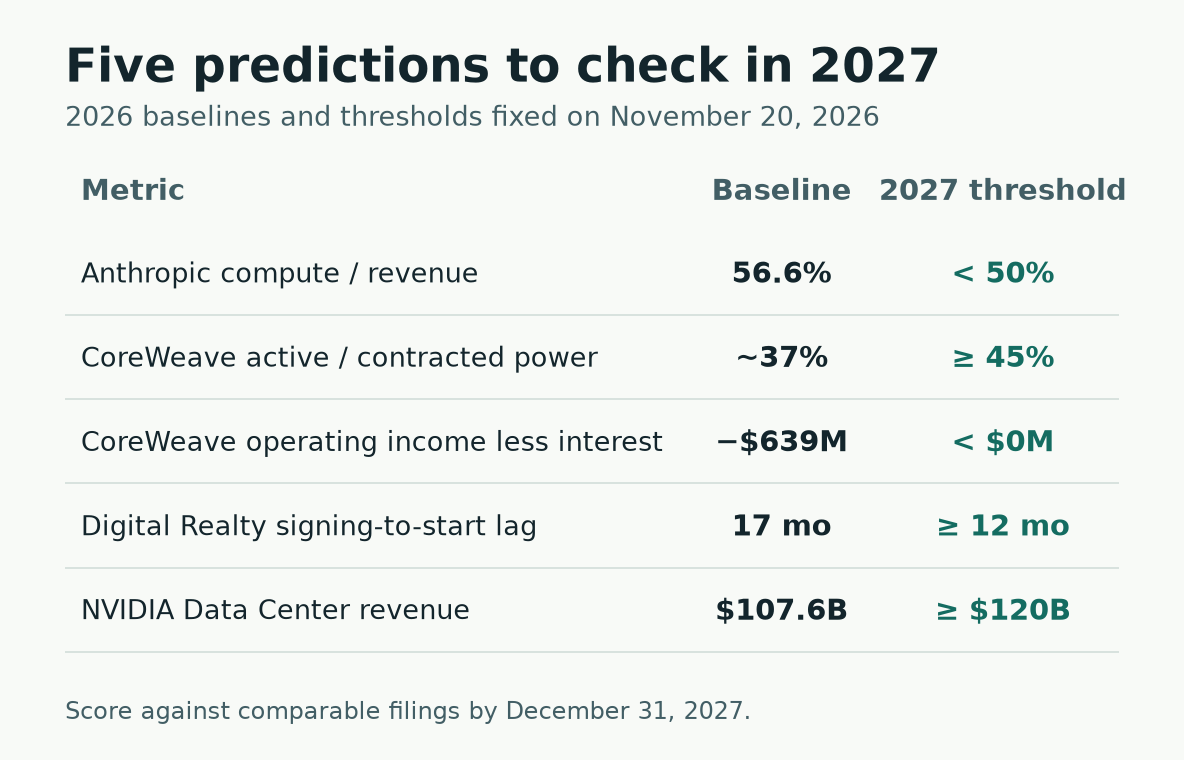 Five predictions to check in 2027
2026 baselines and thresholds fixed on November 20, 2026
Metric Baseline 2027 threshold
Anthropic compute / revenue 56.6% < 50%
CoreWeave active / contracted power ~37% ≥ 45%
CoreWeave operating income less interest −$639M < $0M
Digital Realty signing-to-start lag 17 mo ≥ 12 mo
NVIDIA Data Center revenue $107.6B ≥ $120B
Score against comparable filings by December 31, 2027.